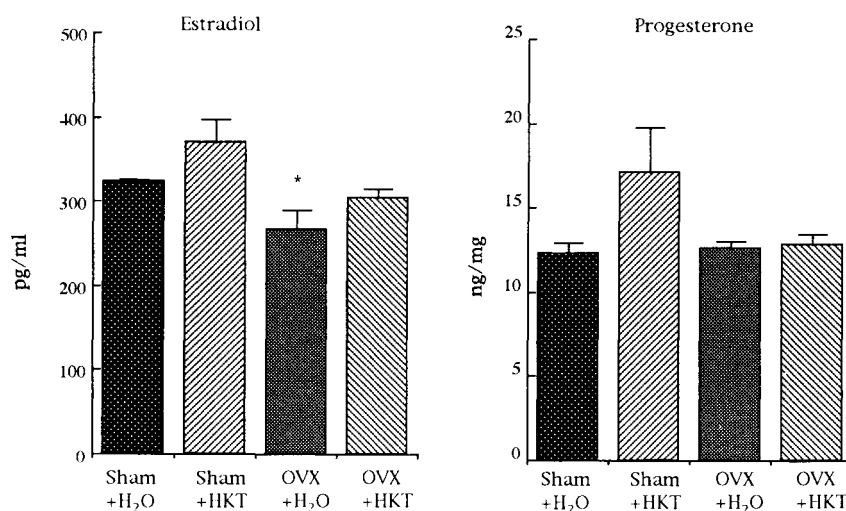 Estradiol
500
400
300
200
100
0
pg/ml
*
Sham
+H₂O
Sham
+HKT
OVX
+H₂O
OVX
+HKT
Progesterone
25
20
15
10
5
0
ng/mg
Sham
+H₂O
Sham
+HKT
OVX
+H₂O
OVX
+HKT